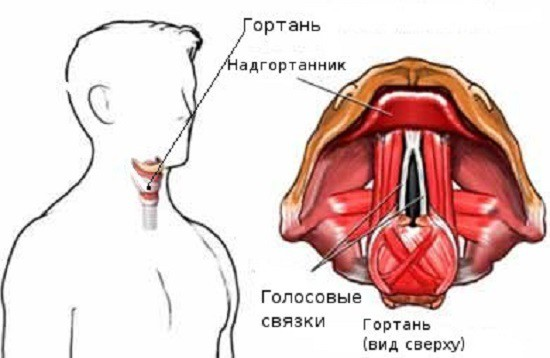 Гортань
Надгортанник
Голосовые
связки
Гортань
(вид сверху)